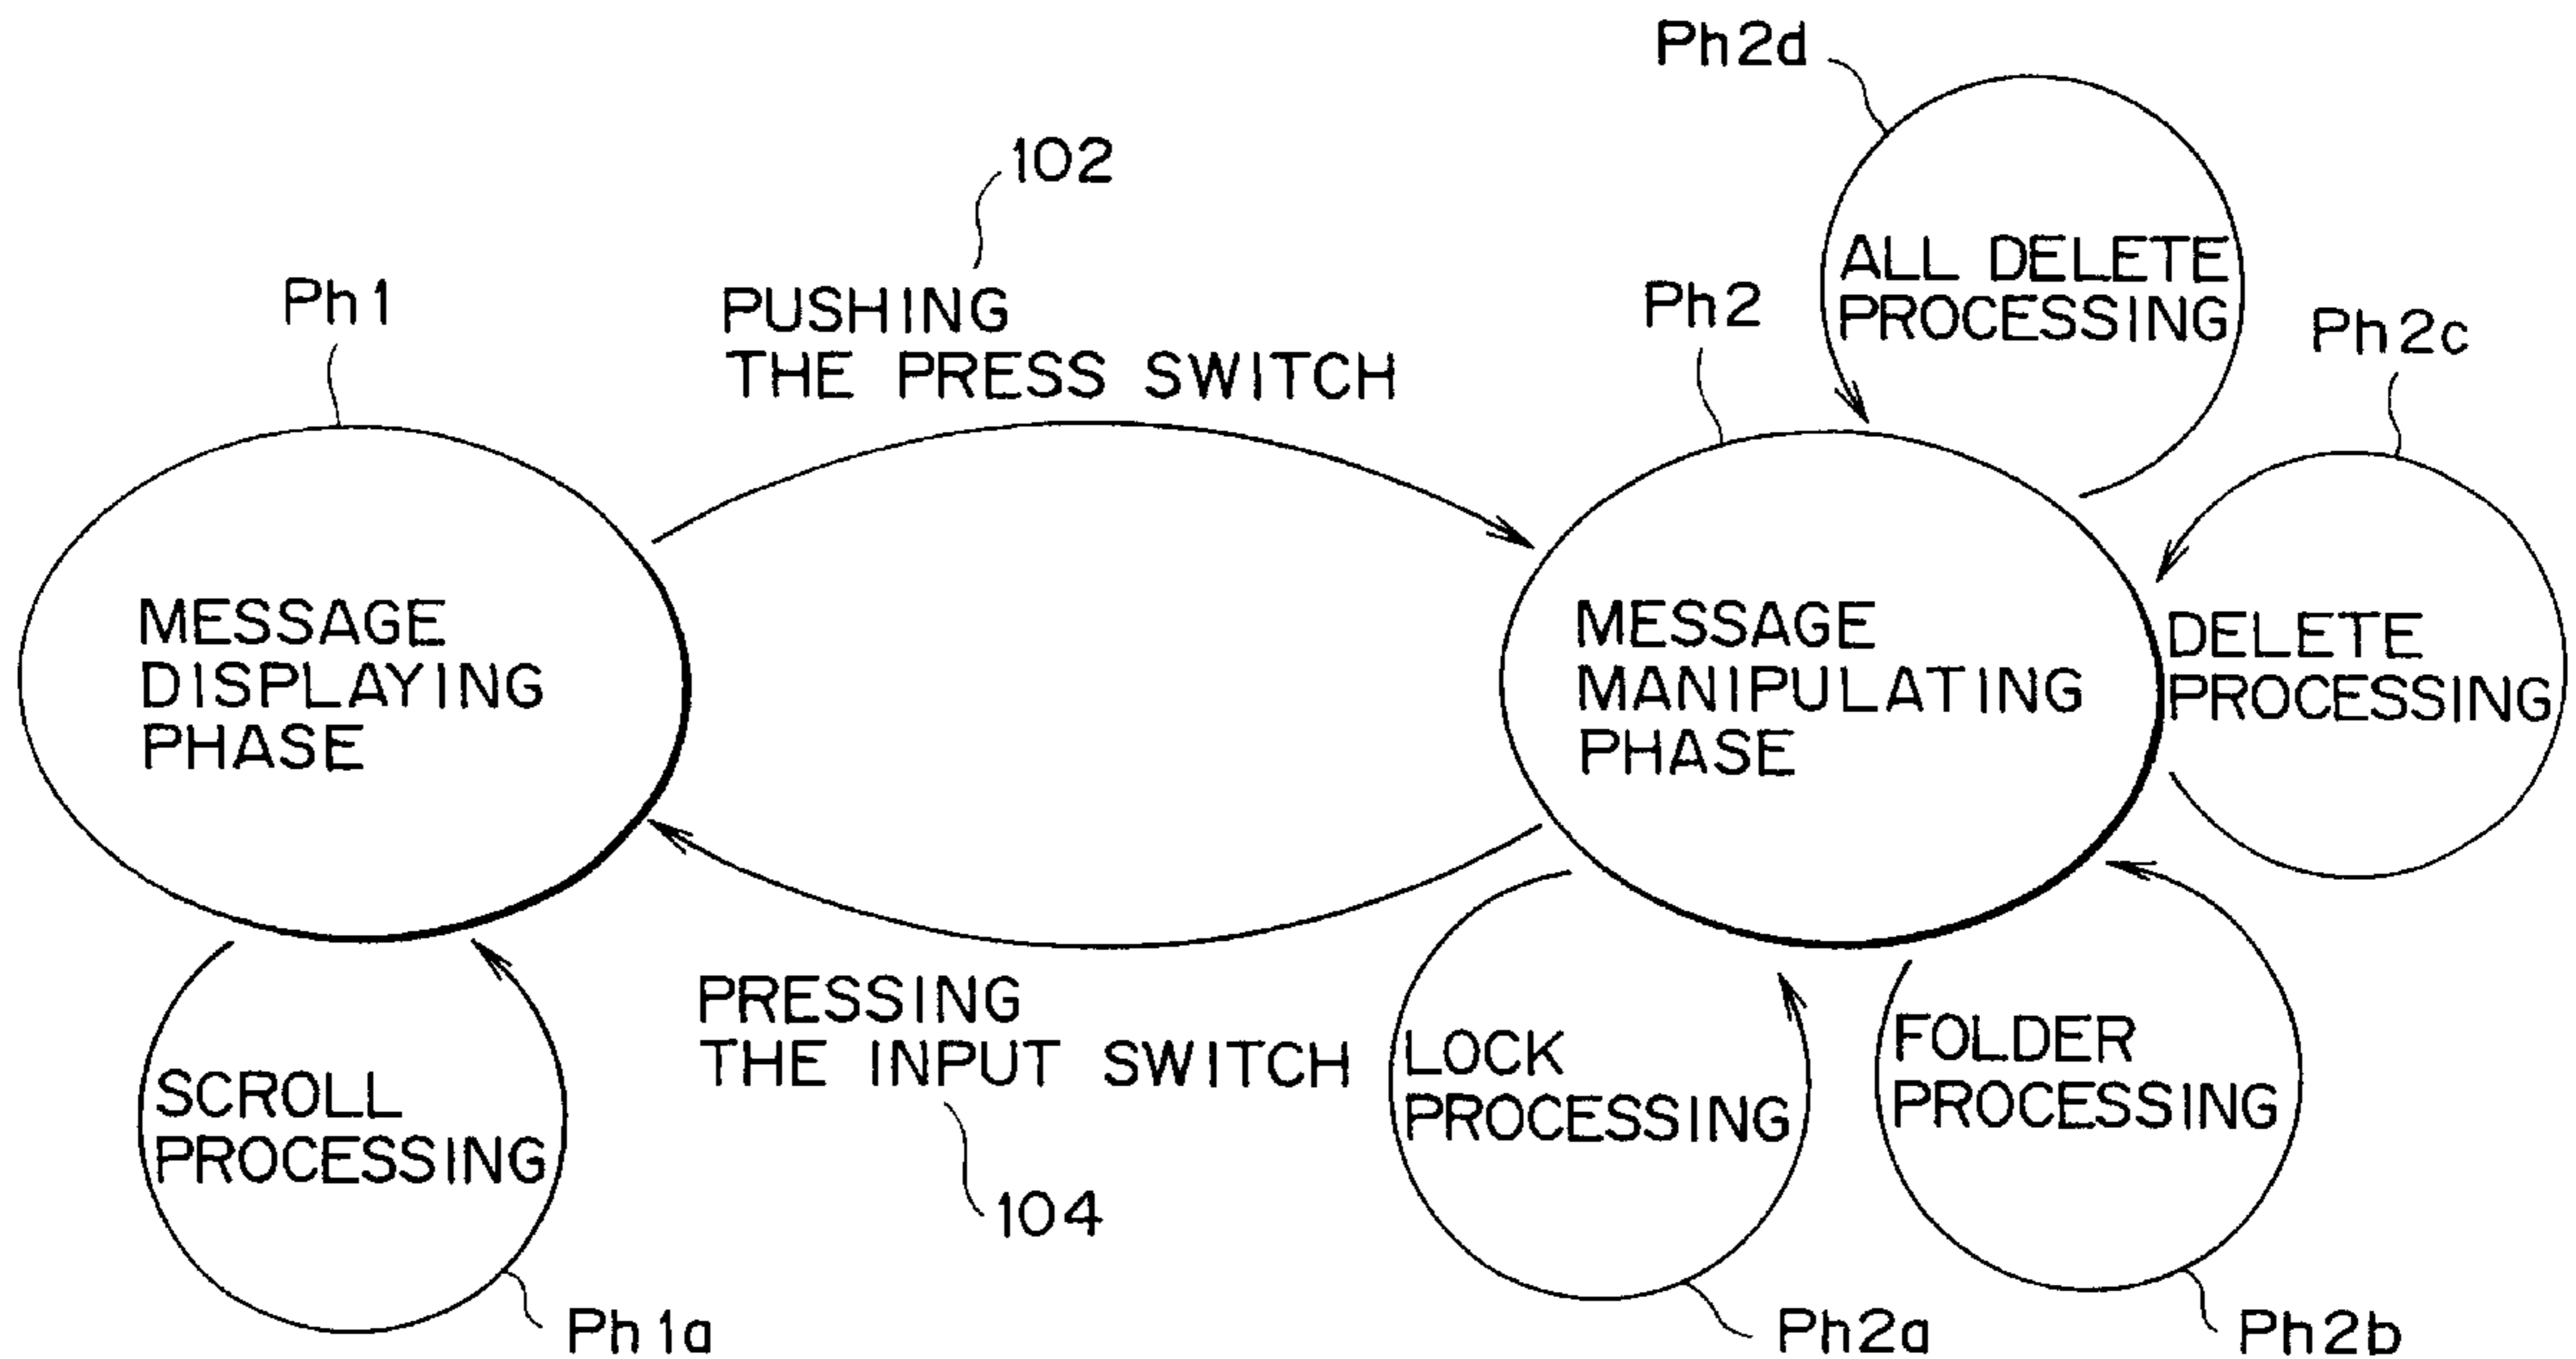 Ph2d
102
ALL DELETE
PROCESSING
Ph1
PUSHING
THE PRESS SWITCH
Ph2
Ph2c
MESSAGE
DISPLAYING
PHASE
MESSAGE
MANIPULATING
PHASE
DELETE
PROCESSING
PRESSING
THE INPUT SWITCH
104
SCROLL
PROCESSING
LOCK
PROCESSING
FOLDER
PROCESSING
Ph1a
Ph2a
Ph2b